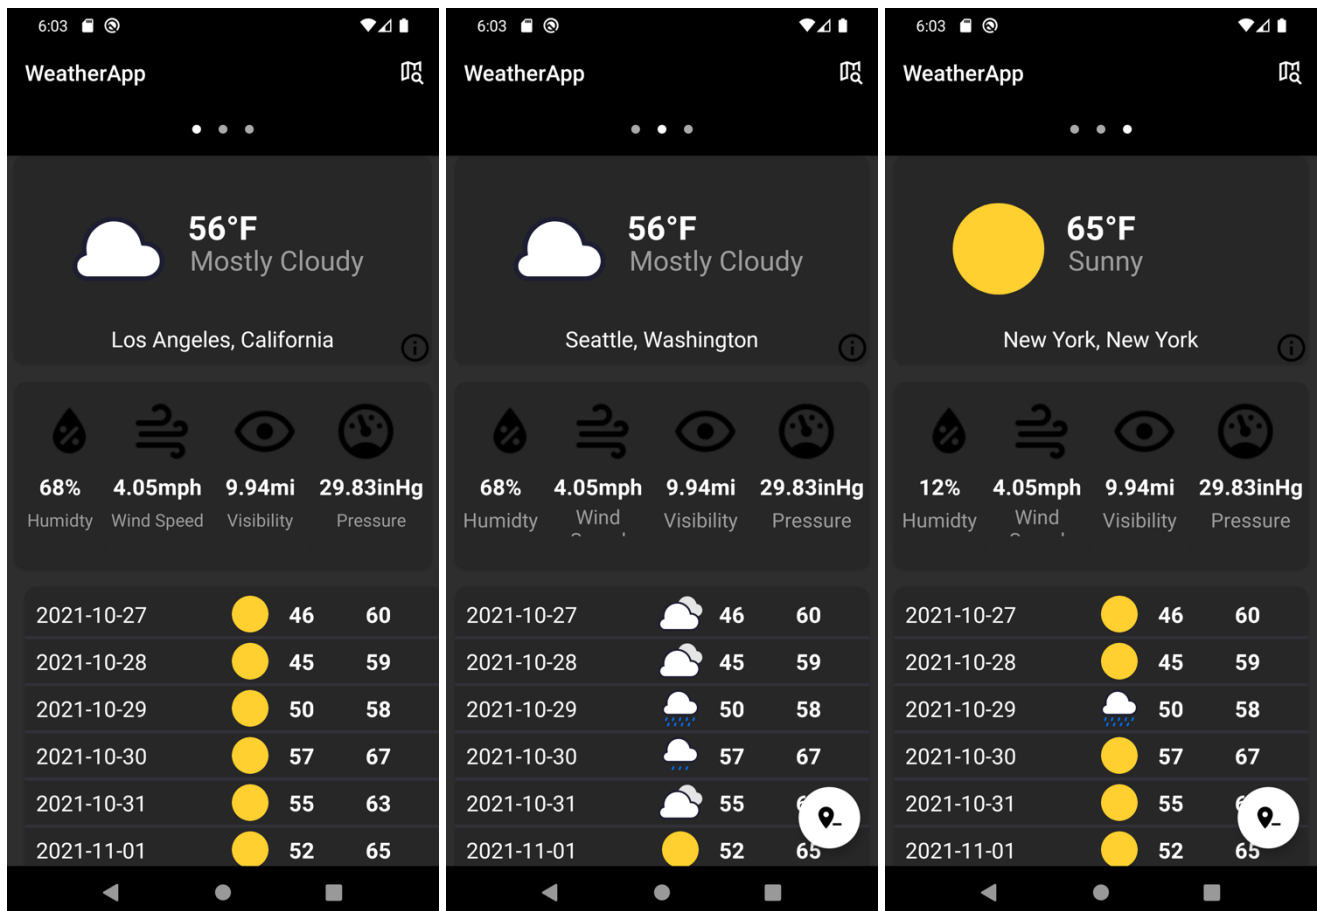 6:03
WeatherApp
56°F
Mostly Cloudy
Los Angeles, California
68% 4.05mph 9.94mi 29.83inHg
Humidty Wind Speed Visibility Pressure
2021-10-27 46 60
2021-10-28 45 59
2021-10-29 50 58
2021-10-30 57 67
2021-10-31 55 63
2021-11-01 52 65
6:03
WeatherApp
56°F
Mostly Cloudy
Seattle, Washington
68% 4.05mph 9.94mi 29.83inHg
Humidty Wind Visibility Pressure
2021-10-27 46 60
2021-10-28 45 59
2021-10-29 50 58
2021-10-30 57 67
2021-10-31 55
2021-11-01 52 65
6:03
WeatherApp
65°F
Sunny
New York, New York
12% 4.05mph 9.94mi 29.83inHg
Humidty Wind Visibility Pressure
2021-10-27 46 60
2021-10-28 45 59
2021-10-29 50 58
2021-10-30 57 67
2021-10-31 55
2021-11-01 52 65